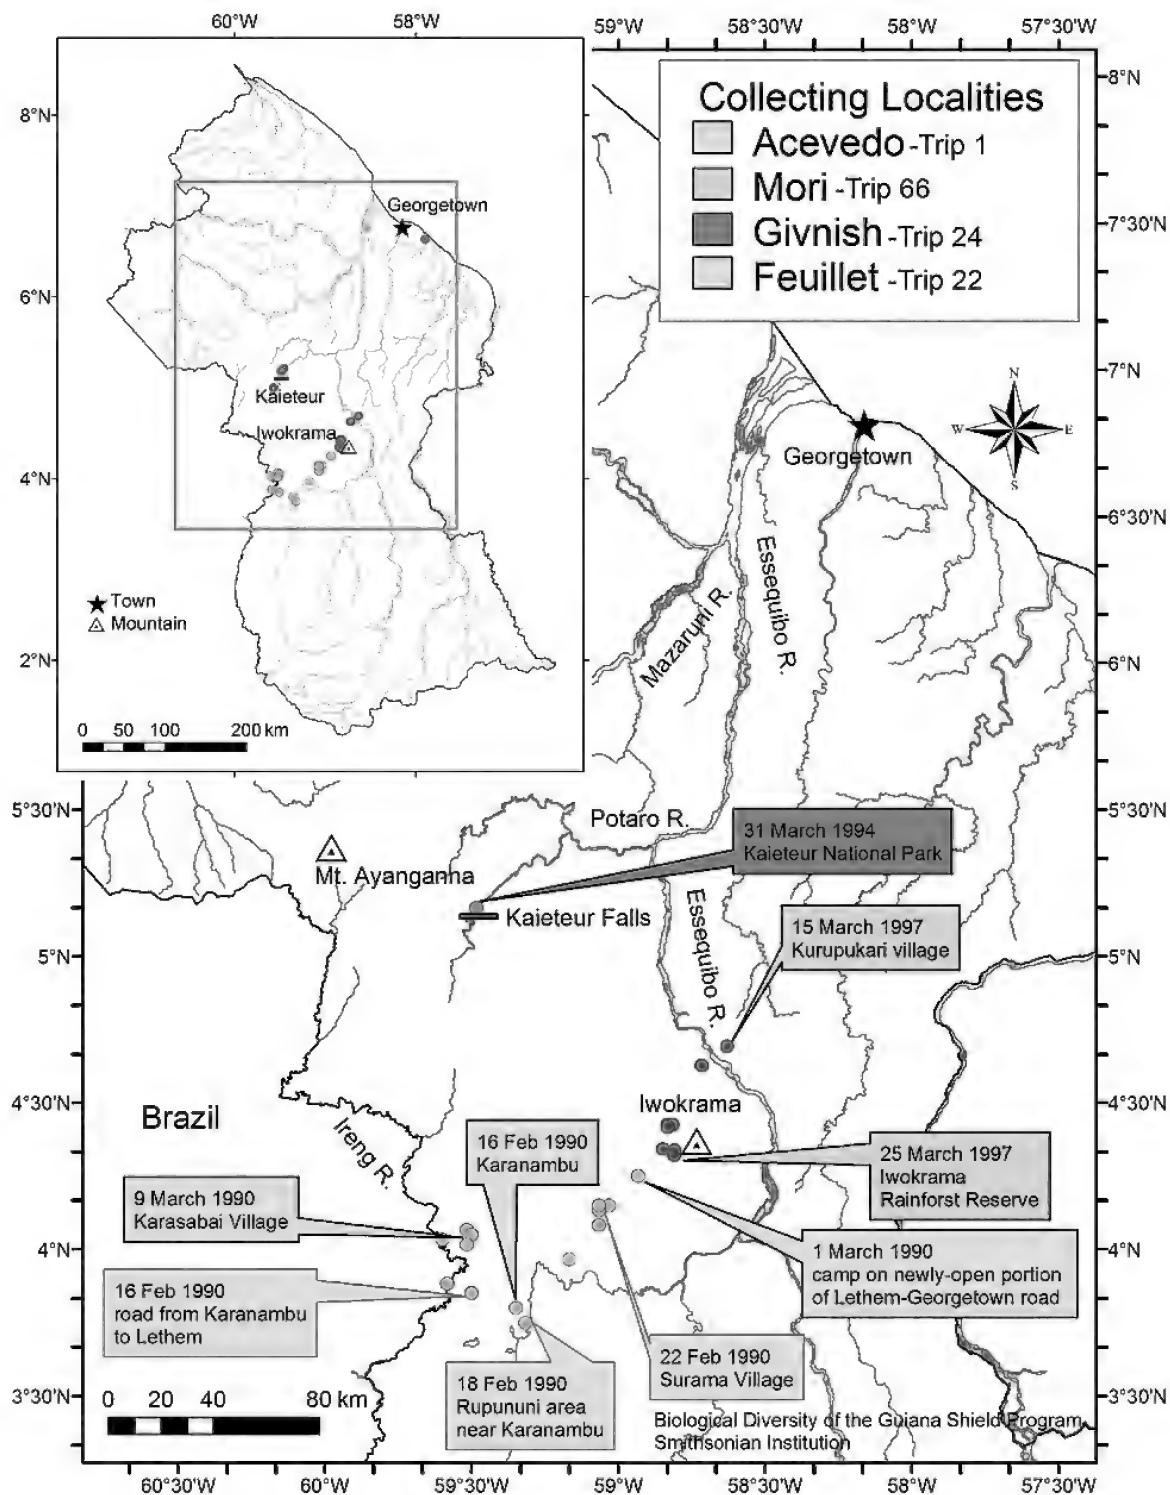 60°W
58°W
59°W
58°30'W
58°W
57°30'W
8°N
6°N
4°N
2°N
Georgetown
Kaieteur
Iwokrama
Town
Mountain
0 50 100 200 km
Collecting Localities
Acevedo -Trip 1
Mori -Trip 66
Givnish -Trip 24
Feuillet -Trip 22
8°N
7°30'N
7°N
6°30'N
6°N
5°30'N
5°N
4°30'N
4°N
3°30'N
N
W
E
S
Georgetown
Essequibo R.
Mazaruni R.
5°30'N
5°N
4°30'N
4°N
3°30'N
Potaro R.
Mt. Ayanganna
31 March 1994
Kaieteur National Park
Kaieteur Falls
Essequibo R.
15 March 1997
Kurupukari village
Brazil
Ireng R.
Iwokrama
16 Feb 1990
Karanambu
25 March 1997
Iwokrama
Rainforst Reserve
9 March 1990
Karasabai Village
1 March 1990
camp on newly-open portion
of Lethem-Georgetown road
16 Feb 1990
road from Karanambu
to Lethem
22 Feb 1990
Surama Village
18 Feb 1990
Rupununi area
near Karanambu
0 20 40 80 km
Biological Diversity of the Guiana Shield Program
Smithsonian Institution
60°30'W
60°W
59°30'W
59°W
58°30'W
58°W
57°30'W